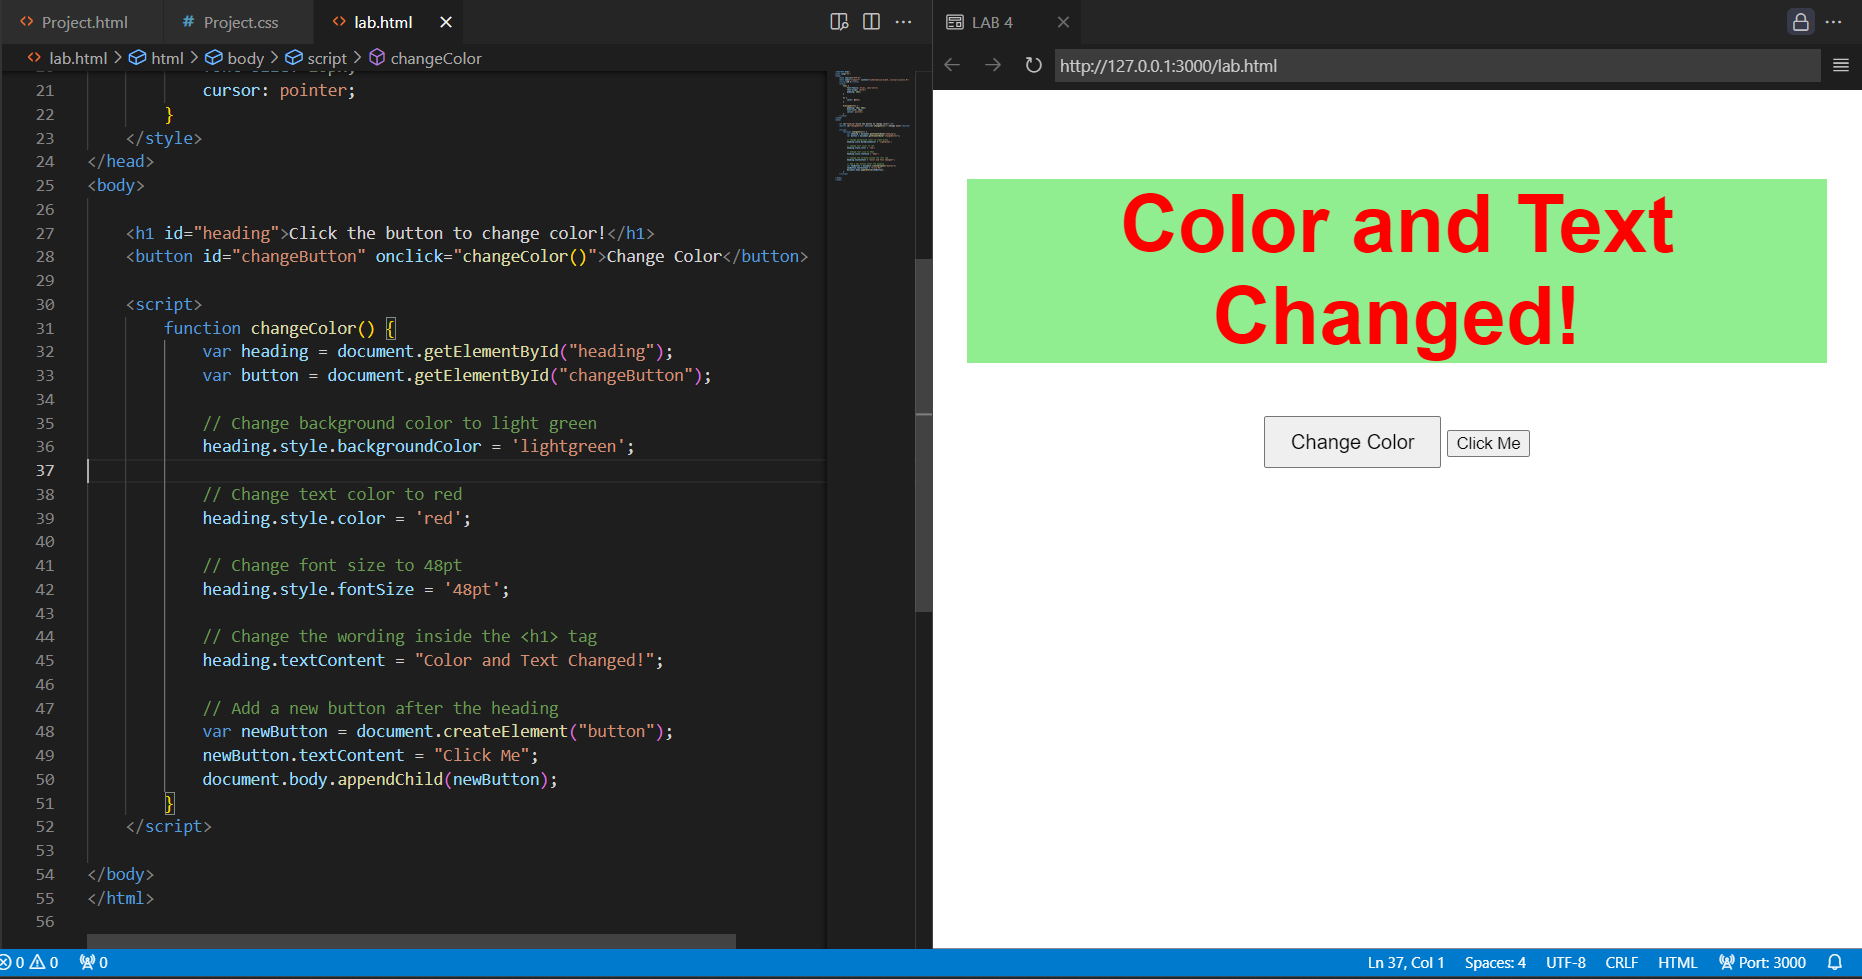 Project.html
# Project.css
lab.html
lab.html > html > body > script > changeColor
21 cursor: pointer;
22 }
23 </style>
24 </head>
25 <body>
26
27 <h1 id="heading">Click the button to change color!</h1>
28 <button id="changeButton" onclick="changeColor()">Change Color</button>
29
30 <script>
31 function changeColor() {
32 var heading = document.getElementById("heading");
33 var button = document.getElementById("changeButton");
34
35 // Change background color to light green
36 heading.style.backgroundColor = 'lightgreen';
37
38 // Change text color to red
39 heading.style.color = 'red';
40
41 // Change font size to 48pt
42 heading.style.fontSize = '48pt';
43
44 // Change the wording inside the <h1> tag
45 heading.textContent = "Color and Text Changed!";
46
47 // Add a new button after the heading
48 var newButton = document.createElement("button");
49 newButton.textContent = "Click Me";
50 document.body.appendChild(newButton);
51 }
52 </script>
53
54 </body>
55 </html>
56
LAB 4
http://127.0.0.1:3000/lab.html
Color and Text
Changed!
Change Color
Click Me
0 0 0
Ln 37, Col 1 Spaces: 4 UTF-8 CRLF HTML Port: 3000